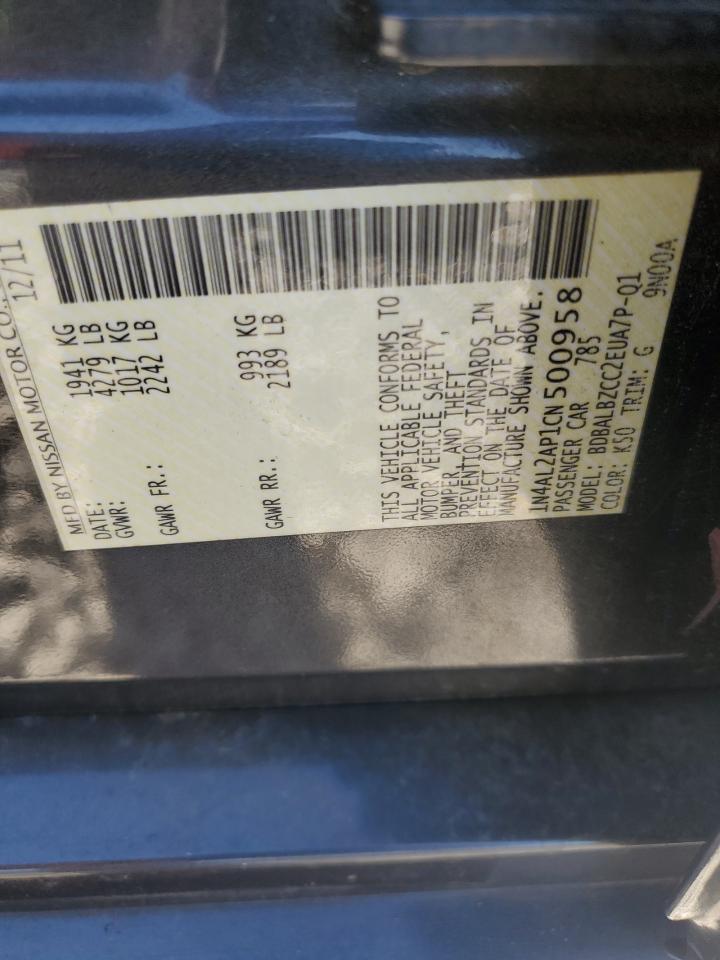 MFD BY NISSAN MOTOR CO.,
DATE: 12/11
GVWR: 1941 KG
4279 LB
GAWR FR.: 1017 KG
2242 LB
GAWR RR.: 993 KG
2189 LB
THIS VEHICLE CONFORMS TO
ALL APPLICABLE FEDERAL
MOTOR VEHICLE SAFETY,
BUMPER, AND THEFT
PREVENTION STANDARDS IN
EFFECT ON THE DATE OF
MANUFACTURE SHOWN ABOVE.
1N4AL2AP1CN500958
PASSENGER CAR 785
MODEL: BDBALBZCC2EUA7P-Q1
COLOR: K50 TRIM: G 9N00A